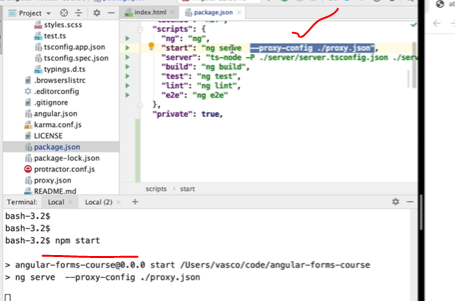 index.html
package.json
Project
styles.scss
test.ts
tsconfig.app.json
tsconfig.spec.json
typings.d.ts
.browserslistrc
.editorconfig
.gitignore
angular.json
karma.conf.js
LICENSE
package.json
package-lock.json
protractor.conf.js
proxy.json
README.md
"scripts": {
"ng": "ng",
"start": "ng serve --proxy-config ./proxy.json",
"server": "ts-node -P ./server/server.tsconfig.json ./serv
"build": "ng build",
"test": "ng test",
"lint": "ng lint",
"e2e": "ng e2e"
},
"private": true,
scripts › start
Terminal: Local × Local (2) × +
bash-3.2$
bash-3.2$
bash-3.2$ npm start
> angular-forms-course@0.0.0 start /Users/vasco/code/angular-forms-course
> ng serve --proxy-config ./proxy.json